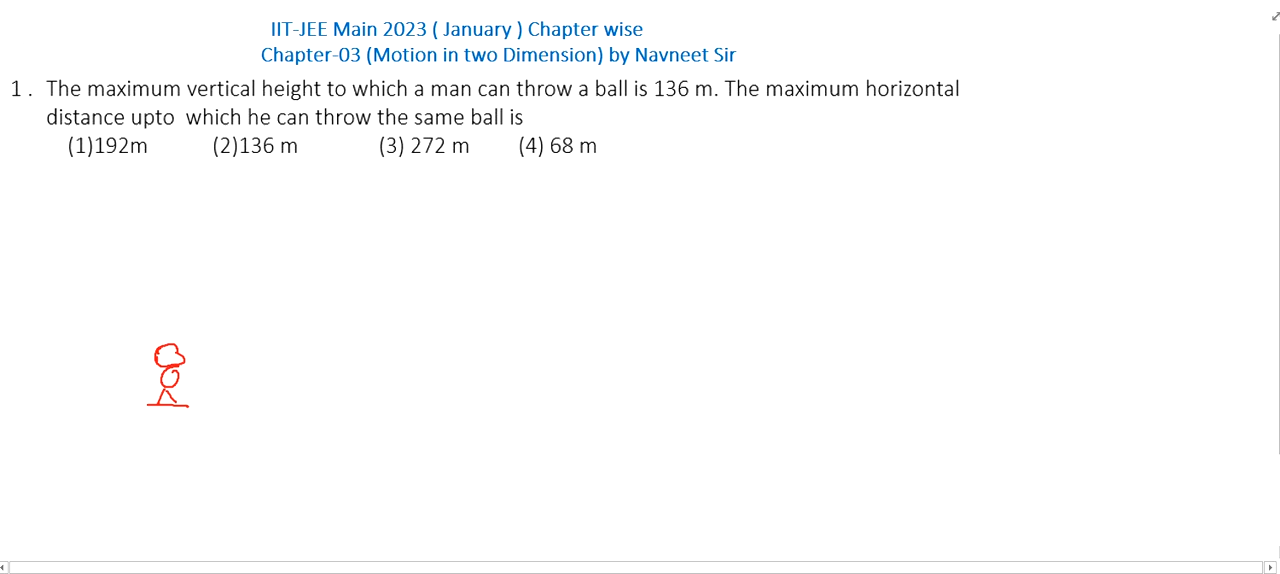 IIT-JEE Main 2023 ( January ) Chapter wise
Chapter-03 (Motion in two Dimension) by Navneet Sir
1 . The maximum vertical height to which a man can throw a ball is 136 m. The maximum horizontal
distance upto which he can throw the same ball is
(1)192m (2)136 m (3) 272 m (4) 68 m